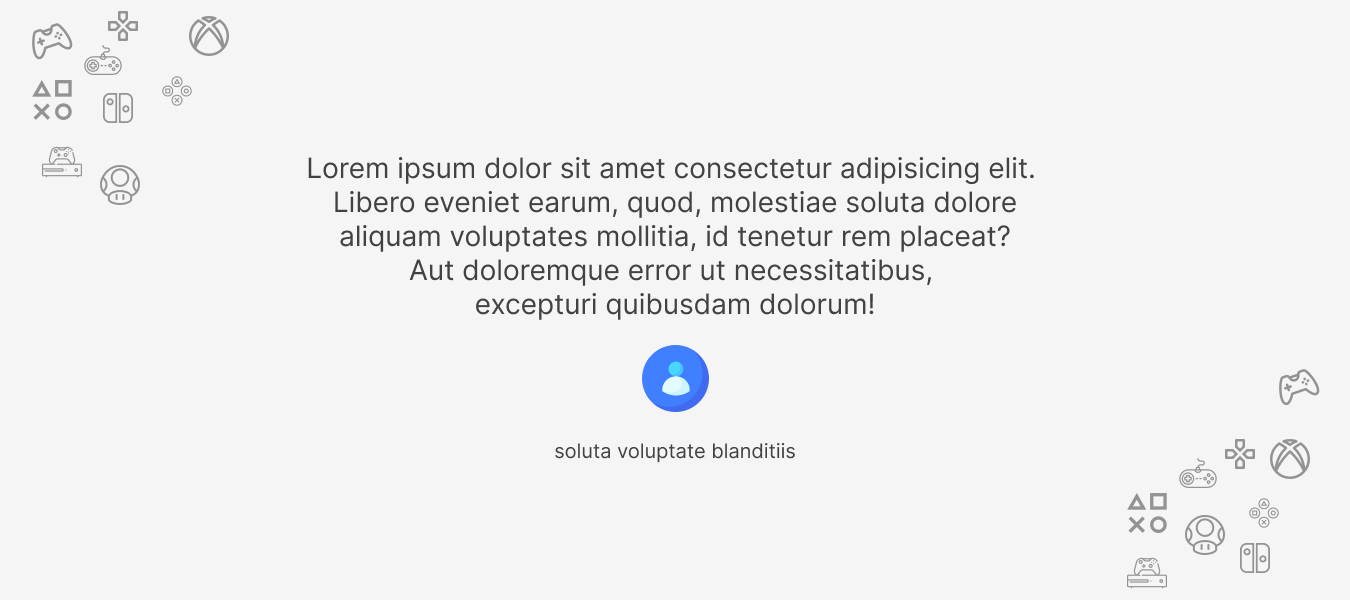 Lorem ipsum dolor sit amet consectetur adipisicing elit.
Libero eveniet earum, quod, molestiae soluta dolore
aliquam voluptates mollitia, id tenetur rem placeat?
Aut doloremque error ut necessitatibus,
excepturi quibusdam dolorum!
soluta voluptate blanditiis